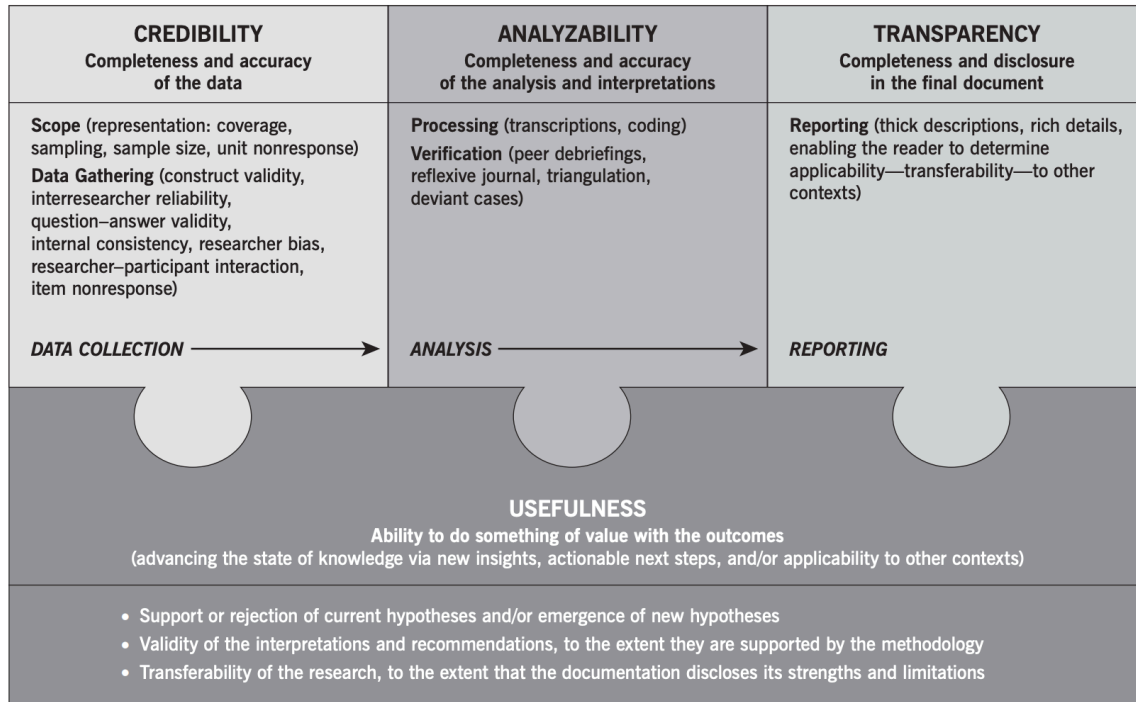 CREDIBILITY
Completeness and accuracy
of the data
Scope (representation: coverage,
sampling, sample size, unit nonresponse)
Data Gathering (construct validity,
interresearcher reliability,
question–answer validity,
internal consistency, researcher bias,
researcher–participant interaction,
item nonresponse)
DATA COLLECTION
ANALYZABILITY
Completeness and accuracy
of the analysis and interpretations
Processing (transcriptions, coding)
Verification (peer debriefings,
reflexive journal, triangulation,
deviant cases)
ANALYSIS
TRANSPARENCY
Completeness and disclosure
in the final document
Reporting (thick descriptions, rich details,
enabling the reader to determine
applicability—transferability—to other
contexts)
REPORTING
USEFULNESS
Ability to do something of value with the outcomes
(advancing the state of knowledge via new insights, actionable next steps, and/or applicability to other contexts)
• Support or rejection of current hypotheses and/or emergence of new hypotheses
• Validity of the interpretations and recommendations, to the extent they are supported by the methodology
• Transferability of the research, to the extent that the documentation discloses its strengths and limitations